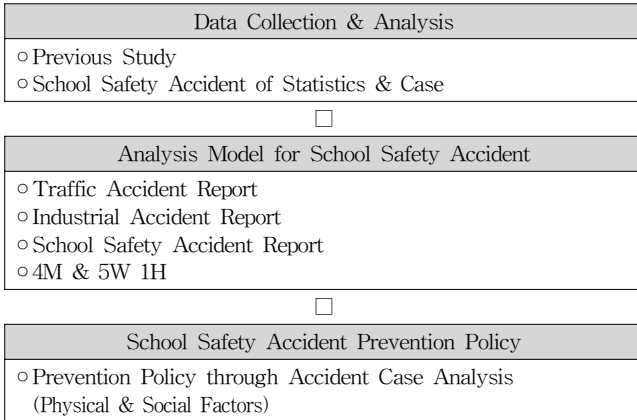 Data Collection & Analysis
○ Previous Study
○ School Safety Accident of Statistics & Case
□
Analysis Model for School Safety Accident
○ Traffic Accident Report
○ Industrial Accident Report
○ School Safety Accident Report
○ 4M & 5W 1H
□
School Safety Accident Prevention Policy
○ Prevention Policy through Accident Case Analysis
(Physical & Social Factors)